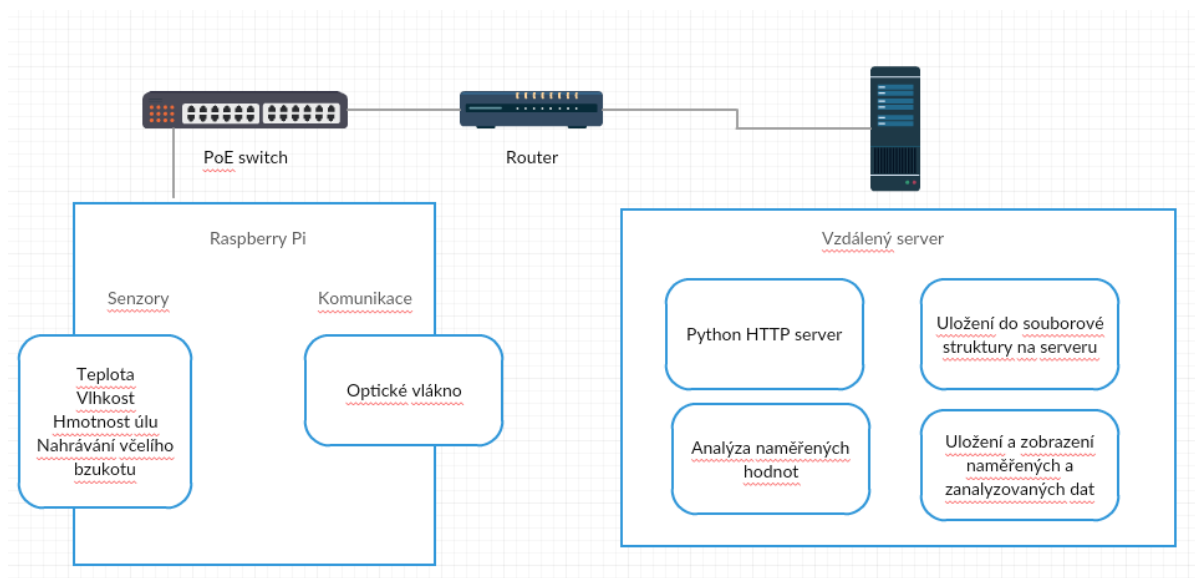 PoE switch
Router
Raspberry Pi
Senzory
Komunikace
Teplota
Vlhkost
Hmotnost úlu
Nahrávání včelího
bzukotu
Optické vlákno
Vzdálený server
Python HTTP server
Uložení do souborové
struktury na serveru
Analýza naměřených
hodnot
Uložení a zobrazení
naměřených a
zanalyzovaných dat